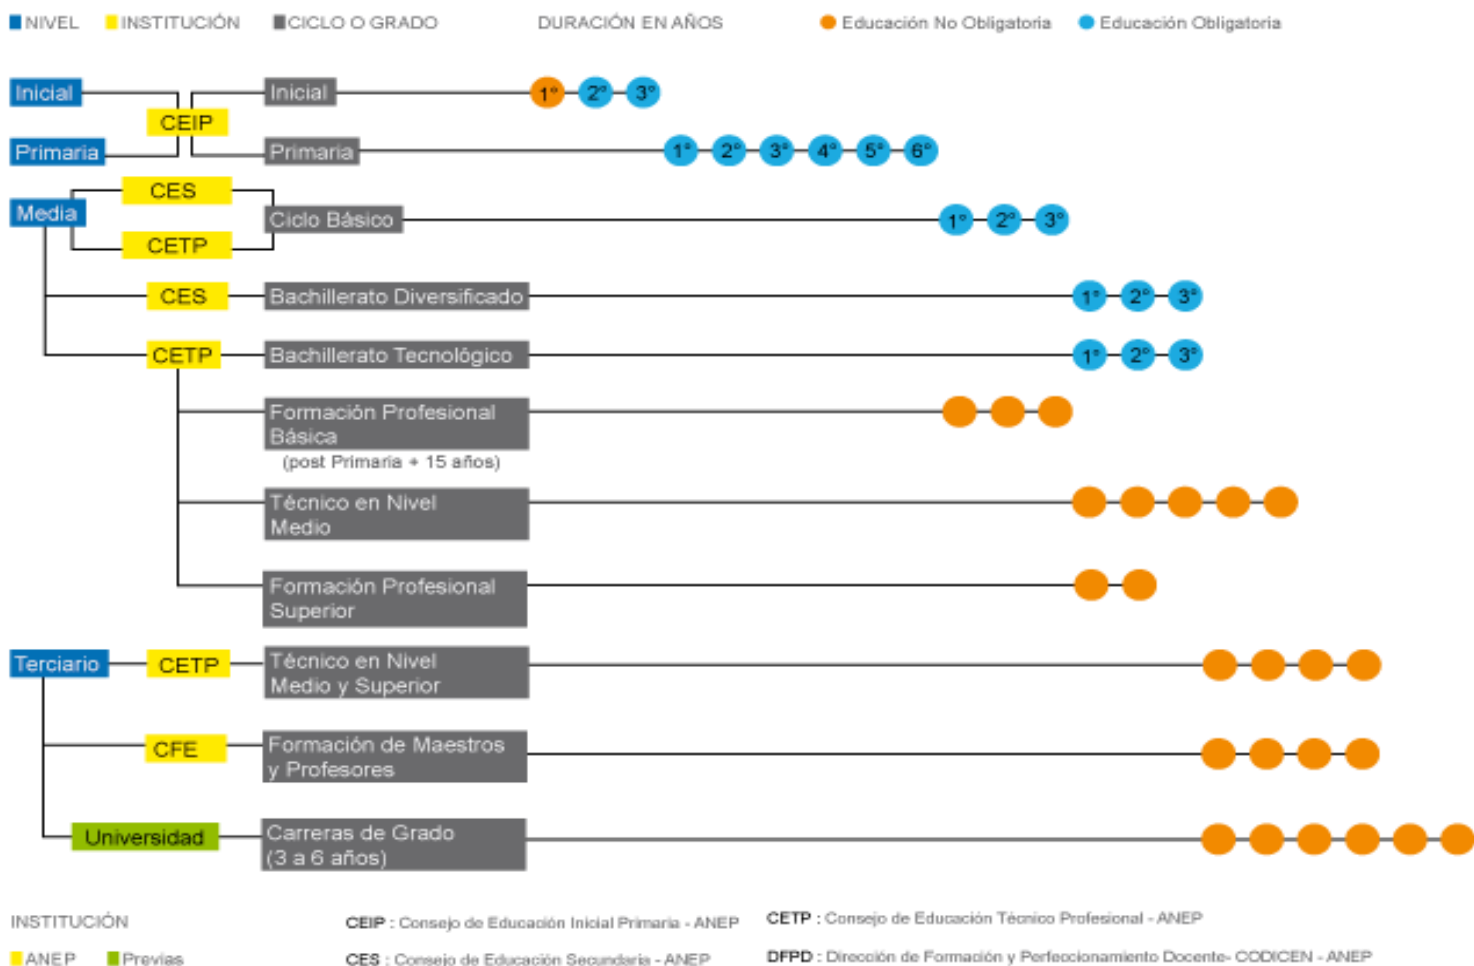 NIVEL INSTITUCIÓN CICLO O GRADO DURACIÓN EN AÑOS Educación No Obligatoria Educación Obligatoria
Inicial Inicial 1° 2° 3°
CEIP
Primaria Primaria 1° 2° 3° 4° 5° 6°
CES
Media Ciclo Básico 1° 2° 3°
CETP
CES Bachillerato Diversificado 1° 2° 3°
CETP Bachillerato Tecnológico 1° 2° 3°
Formación Profesional
Básica
(post Primaria + 15 años)
Técnico en Nivel
Medio
Formación Profesional
Superior
Terciario CETP Técnico en Nivel
Medio y Superior
CFE Formación de Maestros
y Profesores
Universidad Carreras de Grado
(3 a 6 años)
INSTITUCIÓN CEIP : Consejo de Educación Inicial Primaria - ANEP CETP : Consejo de Educación Técnico Profesional - ANEP
ANEP Previas CES : Consejo de Educación Secundaria - ANEP DFPD : Dirección de Formación y Perfeccionamiento Docente- CODICEN - ANEP